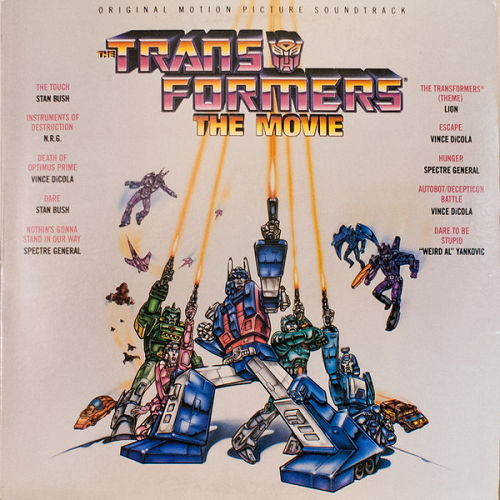 ORIGINAL MOTION PICTURE SOUNDTRACK
THE TRANS
FORMERS®
THE MOVIE
THE TOUCH
STAN BUSH
INSTRUMENTS OF
DESTRUCTION
N.R.G.
DEATH OF
OPTIMUS PRIME
VINCE DiCOLA
DARE
STAN BUSH
NOTHIN'S GONNA
STAND IN OUR WAY
SPECTRE GENERAL
THE TRANSFORMERS®
(THEME)
LION
ESCAPE
VINCE DiCOLA
HUNGER
SPECTRE GENERAL
AUTOBOT/DECEPTICON
BATTLE
VINCE DiCOLA
DARE TO BE
STUPID
"WEIRD AL" YANKOVIC